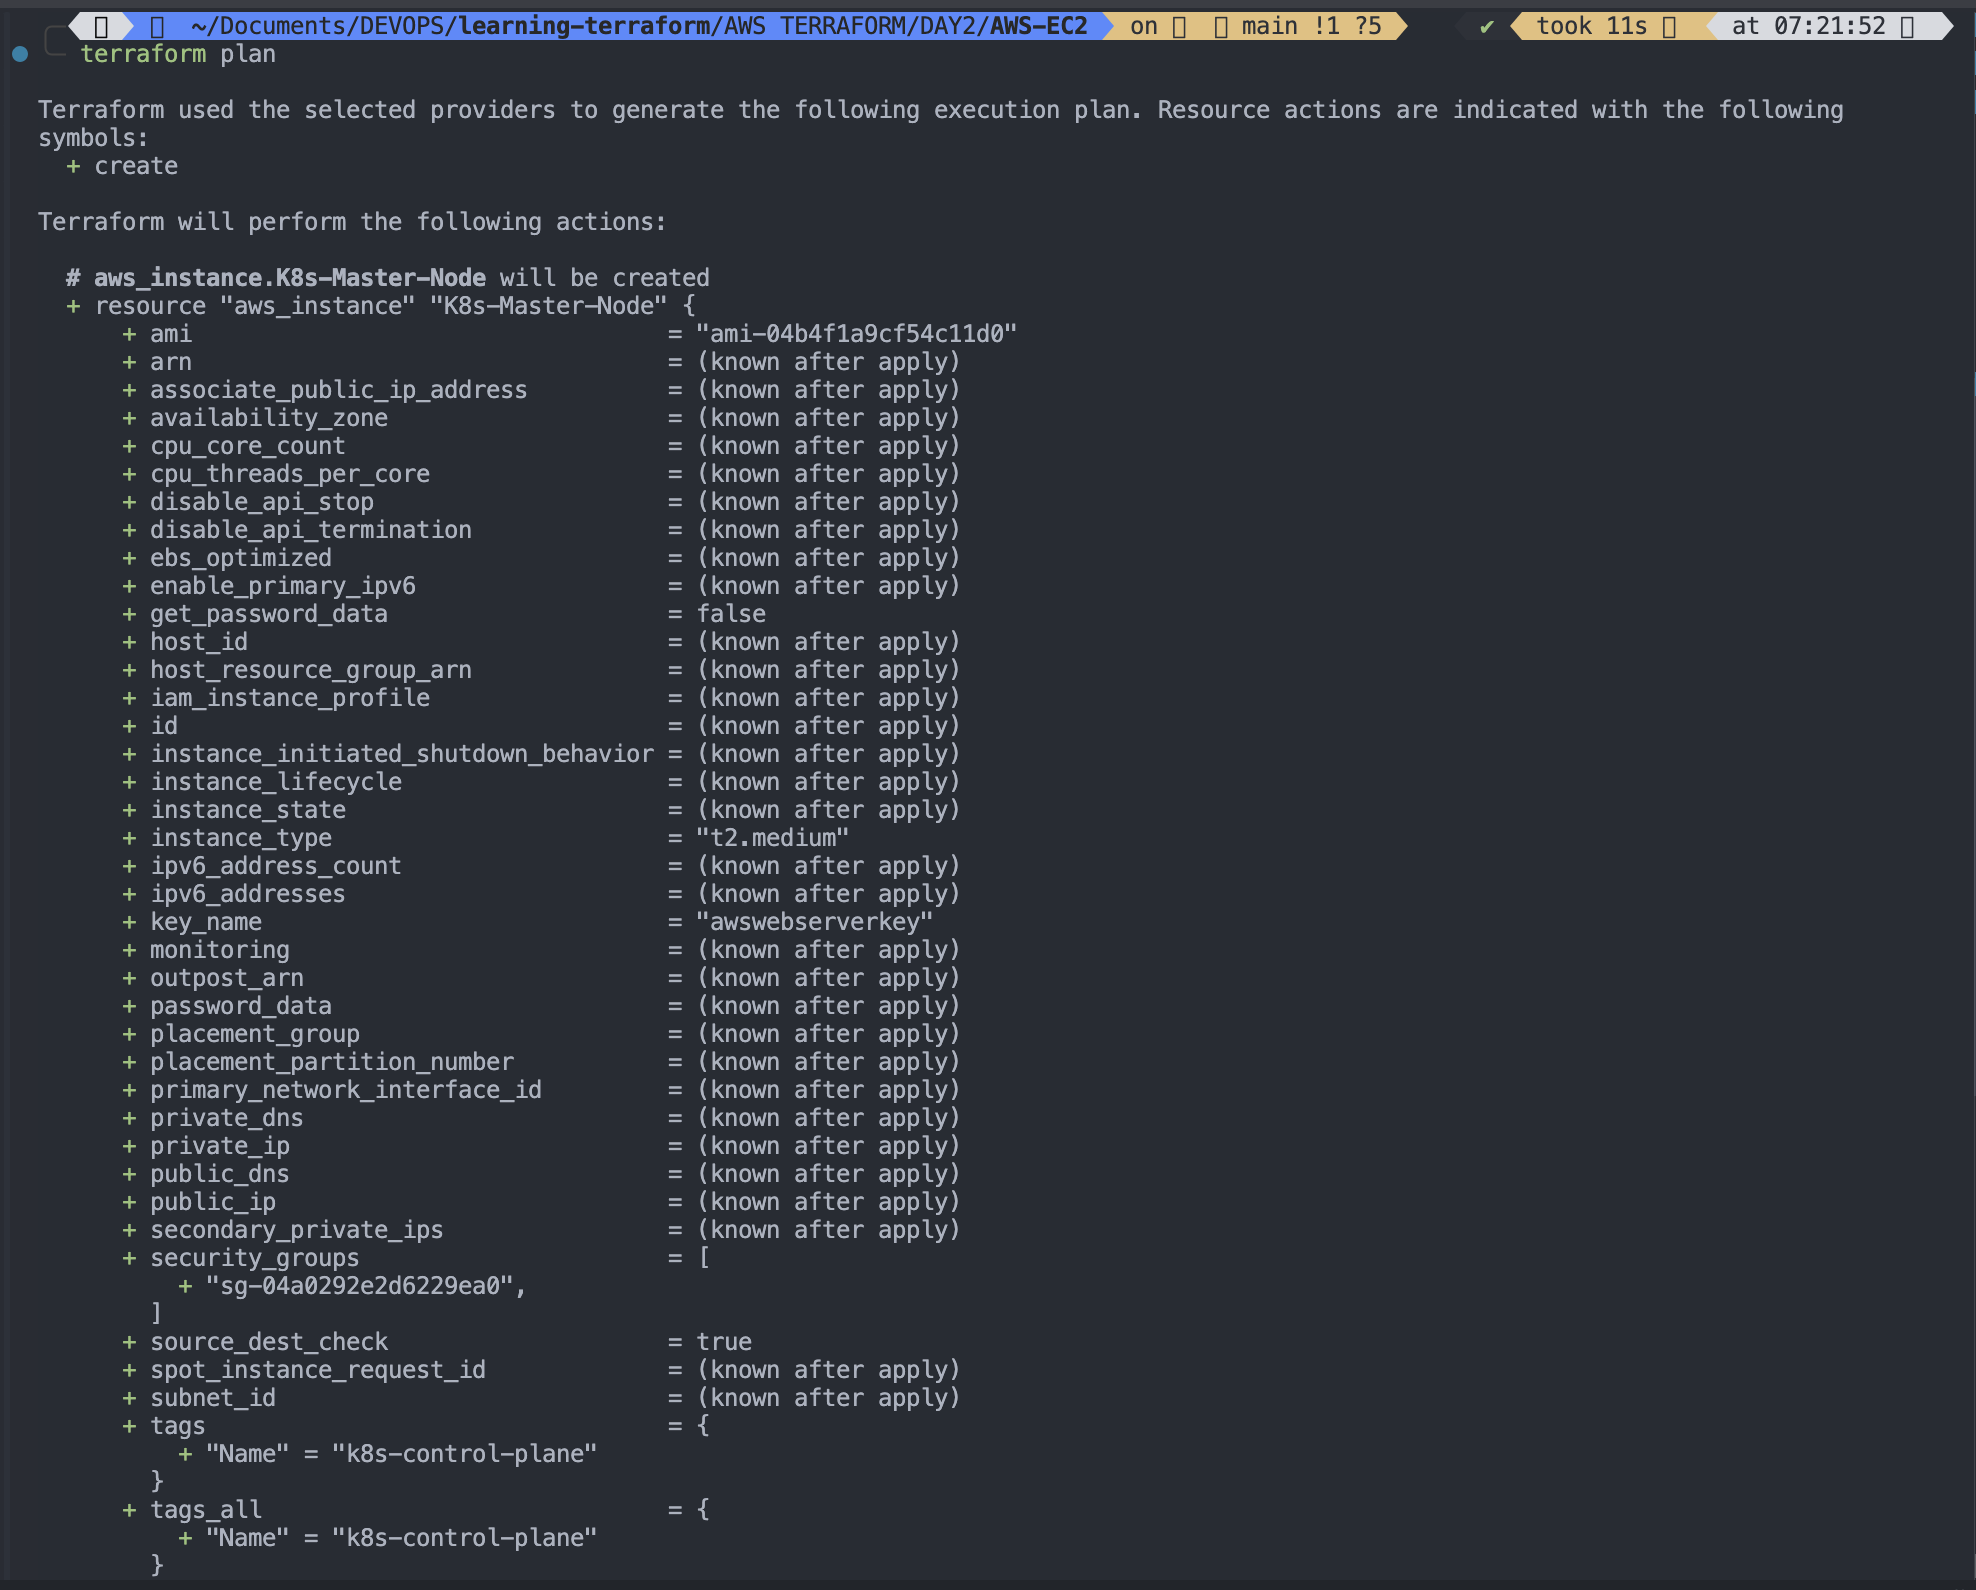 ~/Documents/DEVOPS/learning-terraform/AWS TERRAFORM/DAY2/AWS-EC2 on main !1 ?5 ✔ took 11s at 07:21:52
terraform plan
Terraform used the selected providers to generate the following execution plan. Resource actions are indicated with the following
symbols:
+ create
Terraform will perform the following actions:
# aws_instance.K8s-Master-Node will be created
+ resource "aws_instance" "K8s-Master-Node" {
+ ami = "ami-04b4f1a9cf54c11d0"
+ arn = (known after apply)
+ associate_public_ip_address = (known after apply)
+ availability_zone = (known after apply)
+ cpu_core_count = (known after apply)
+ cpu_threads_per_core = (known after apply)
+ disable_api_stop = (known after apply)
+ disable_api_termination = (known after apply)
+ ebs_optimized = (known after apply)
+ enable_primary_ipv6 = (known after apply)
+ get_password_data = false
+ host_id = (known after apply)
+ host_resource_group_arn = (known after apply)
+ iam_instance_profile = (known after apply)
+ id = (known after apply)
+ instance_initiated_shutdown_behavior = (known after apply)
+ instance_lifecycle = (known after apply)
+ instance_state = (known after apply)
+ instance_type = "t2.medium"
+ ipv6_address_count = (known after apply)
+ ipv6_addresses = (known after apply)
+ key_name = "awswebserverkey"
+ monitoring = (known after apply)
+ outpost_arn = (known after apply)
+ password_data = (known after apply)
+ placement_group = (known after apply)
+ placement_partition_number = (known after apply)
+ primary_network_interface_id = (known after apply)
+ private_dns = (known after apply)
+ private_ip = (known after apply)
+ public_dns = (known after apply)
+ public_ip = (known after apply)
+ secondary_private_ips = (known after apply)
+ security_groups = [
+ "sg-04a0292e2d6229ea0",
]
+ source_dest_check = true
+ spot_instance_request_id = (known after apply)
+ subnet_id = (known after apply)
+ tags = {
+ "Name" = "k8s-control-plane"
}
+ tags_all = {
+ "Name" = "k8s-control-plane"
}